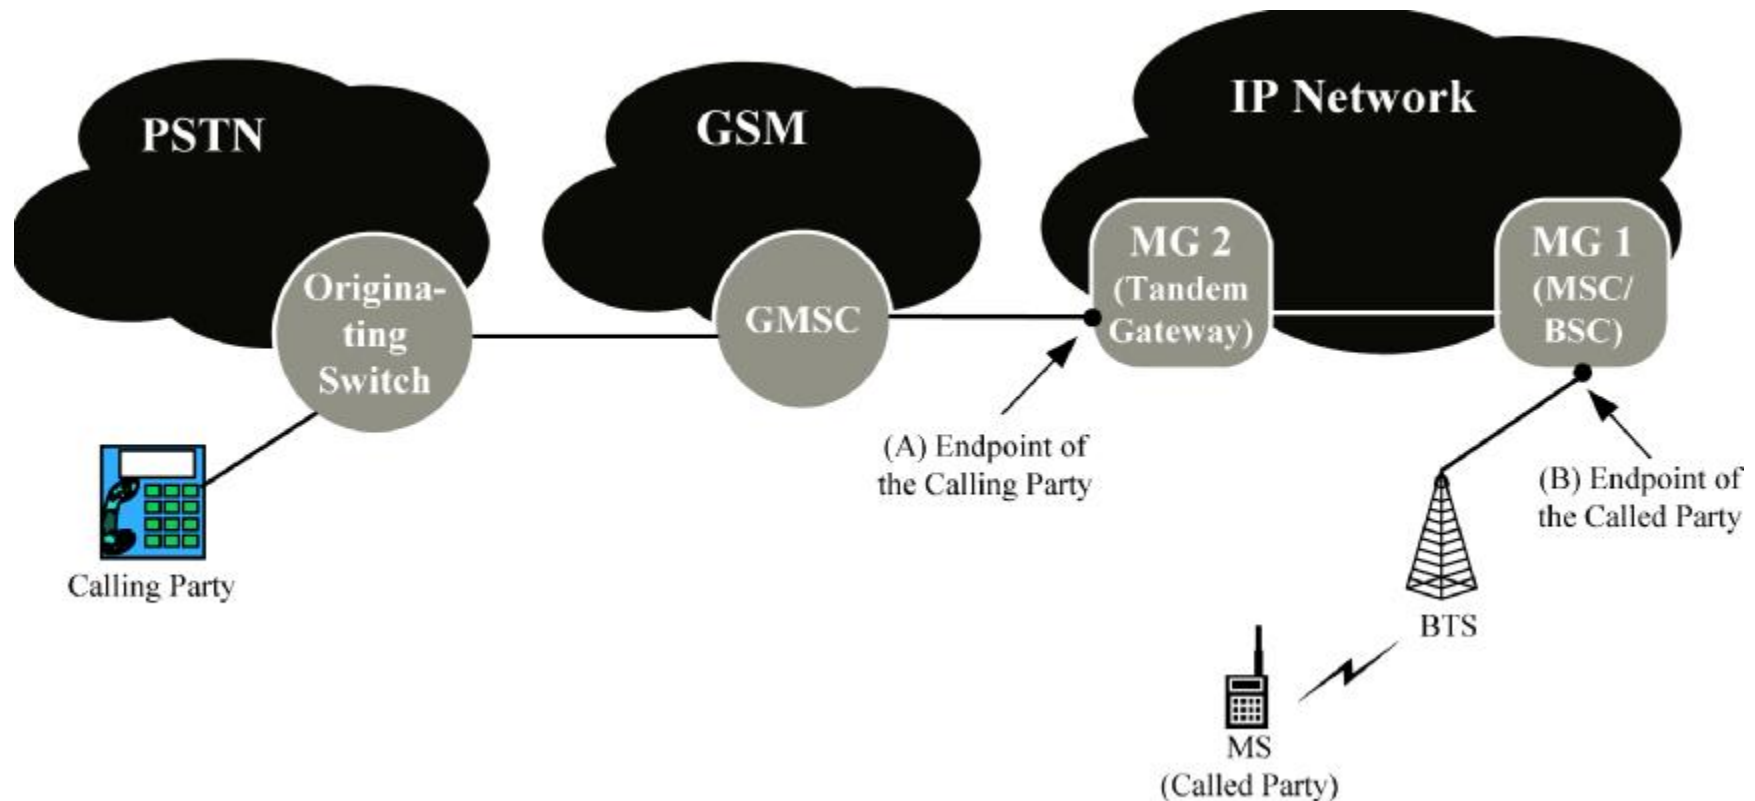 PSTN
GSM
IP Network
Origina-
ting
Switch
GMSC
MG 2
(Tandem
Gateway)
MG 1
(MSC/
BSC)
(A) Endpoint of
the Calling Party
(B) Endpoint of
the Called Party
Calling Party
BTS
MS
(Called Party)